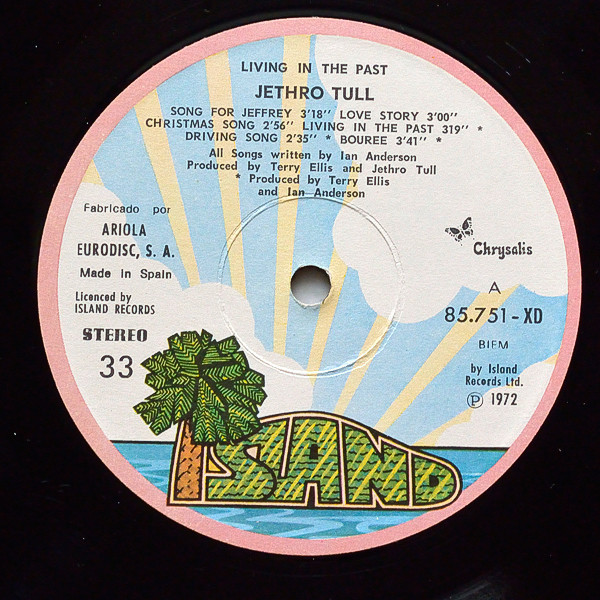 LIVING IN THE PAST
JETHRO TULL
SONG FOR JEFFREY 3'18" LOVE STORY 3'00"
CHRISTMAS SONG 2'56" LIVING IN THE PAST 319" *
DRIVING SONG 2'35" * BOUREE 3'41" *
All Songs written by Ian Anderson
Produced by Terry Ellis and Jethro Tull
* Produced by Terry Ellis
and Ian Anderson
Fabricado por
ARIOLA
EURODISC, S. A.
Made in Spain
Licenced by
ISLAND RECORDS
STEREO
33
Chrysalis
A
85.751-XD
BIEM
by Island
Records Ltd.
Ⓟ 1972
ISLAND